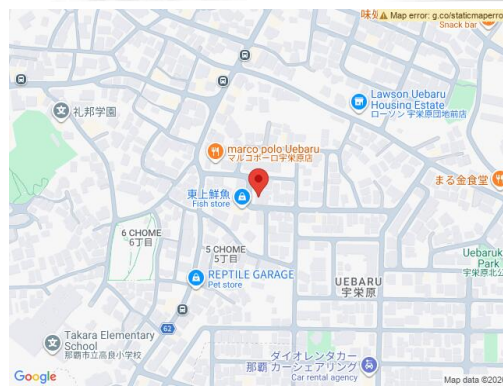 味処
Snack bar
Map error: g.co/staticmaperro
Lawson Uebaru
Housing Estate
ローソン 宇栄原団地前店
礼邦学園
marco polo Uebaru
マルコポーロ宇栄原店
まる金食堂
東上鮮魚
Fish store
6 CHOME
6丁目
5 CHOME
5丁目
Uebaruk
Park
宇栄原北公
REPTILE GARAGE
Pet store
UEBARU
宇栄原
62
Takara Elementary
School
那覇市立高良小学校
ダイオレンタカー
那覇 カーシェアリング
Car rental agency
Google
Map data ©202